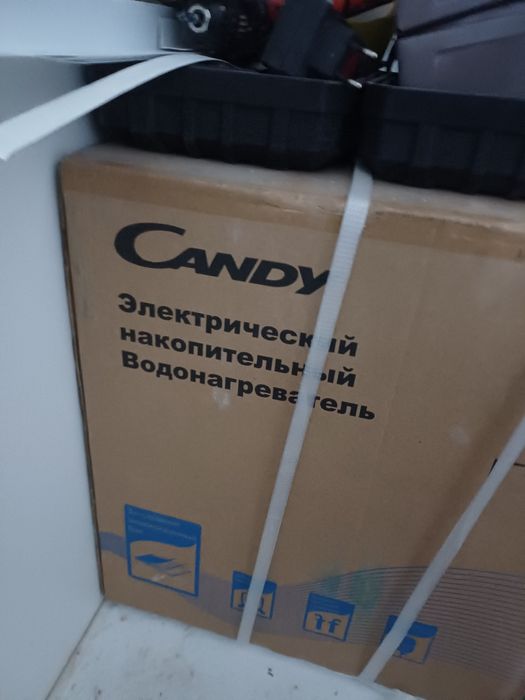 CANDY
Электрический
накопительный
Водонагреватель